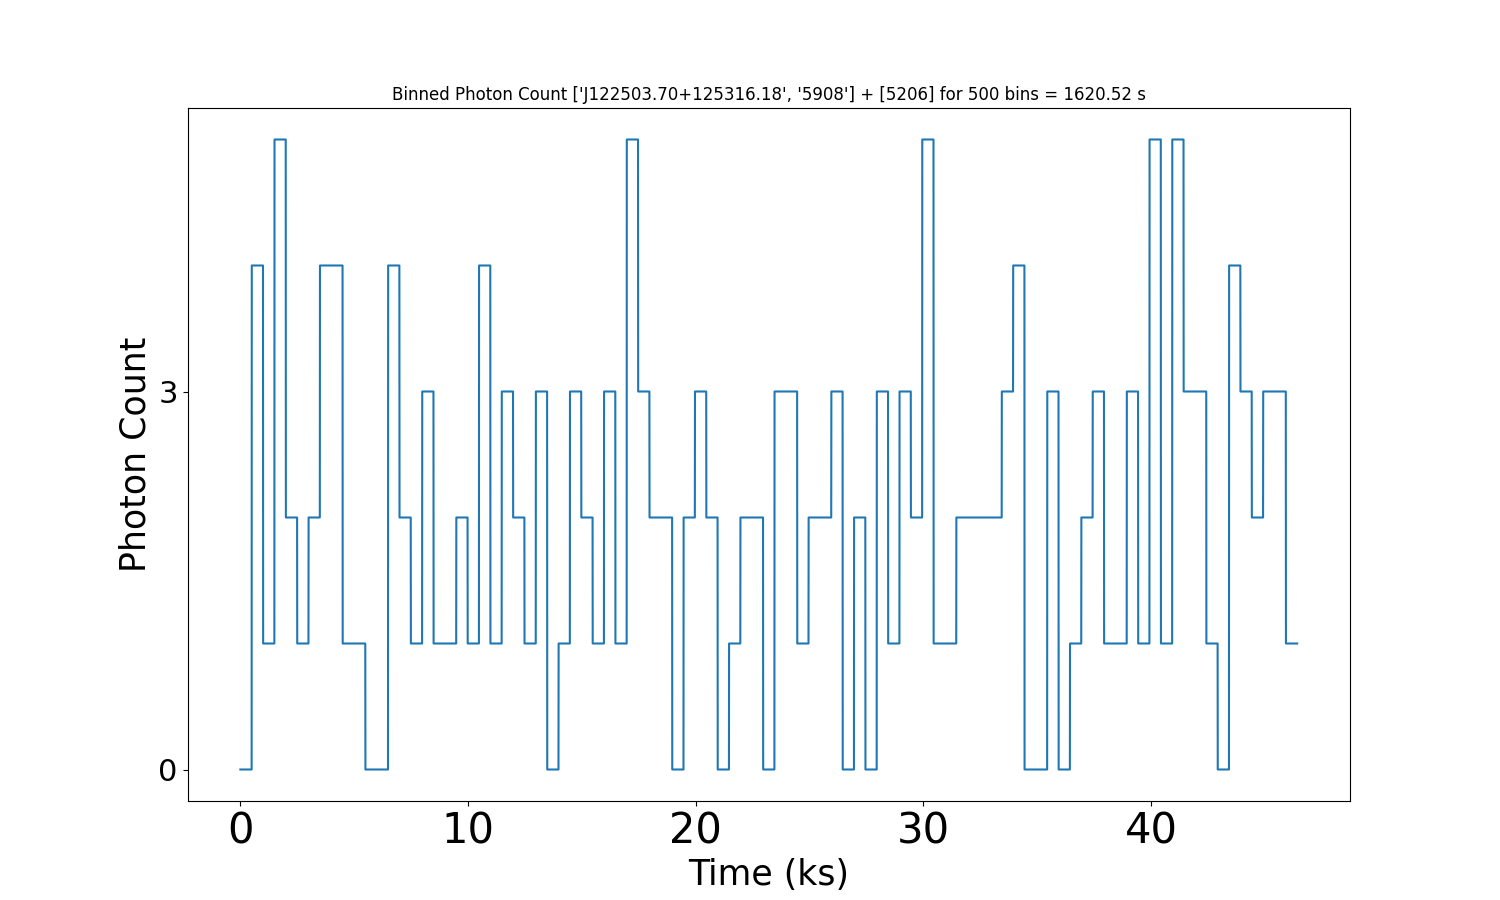 Binned Photon Count ['J122503.70+125316.18', '5908'] + [5206] for 500 bins = 1620.52 s
Photon Count
3
0
0 10 20 30 40
Time (ks)